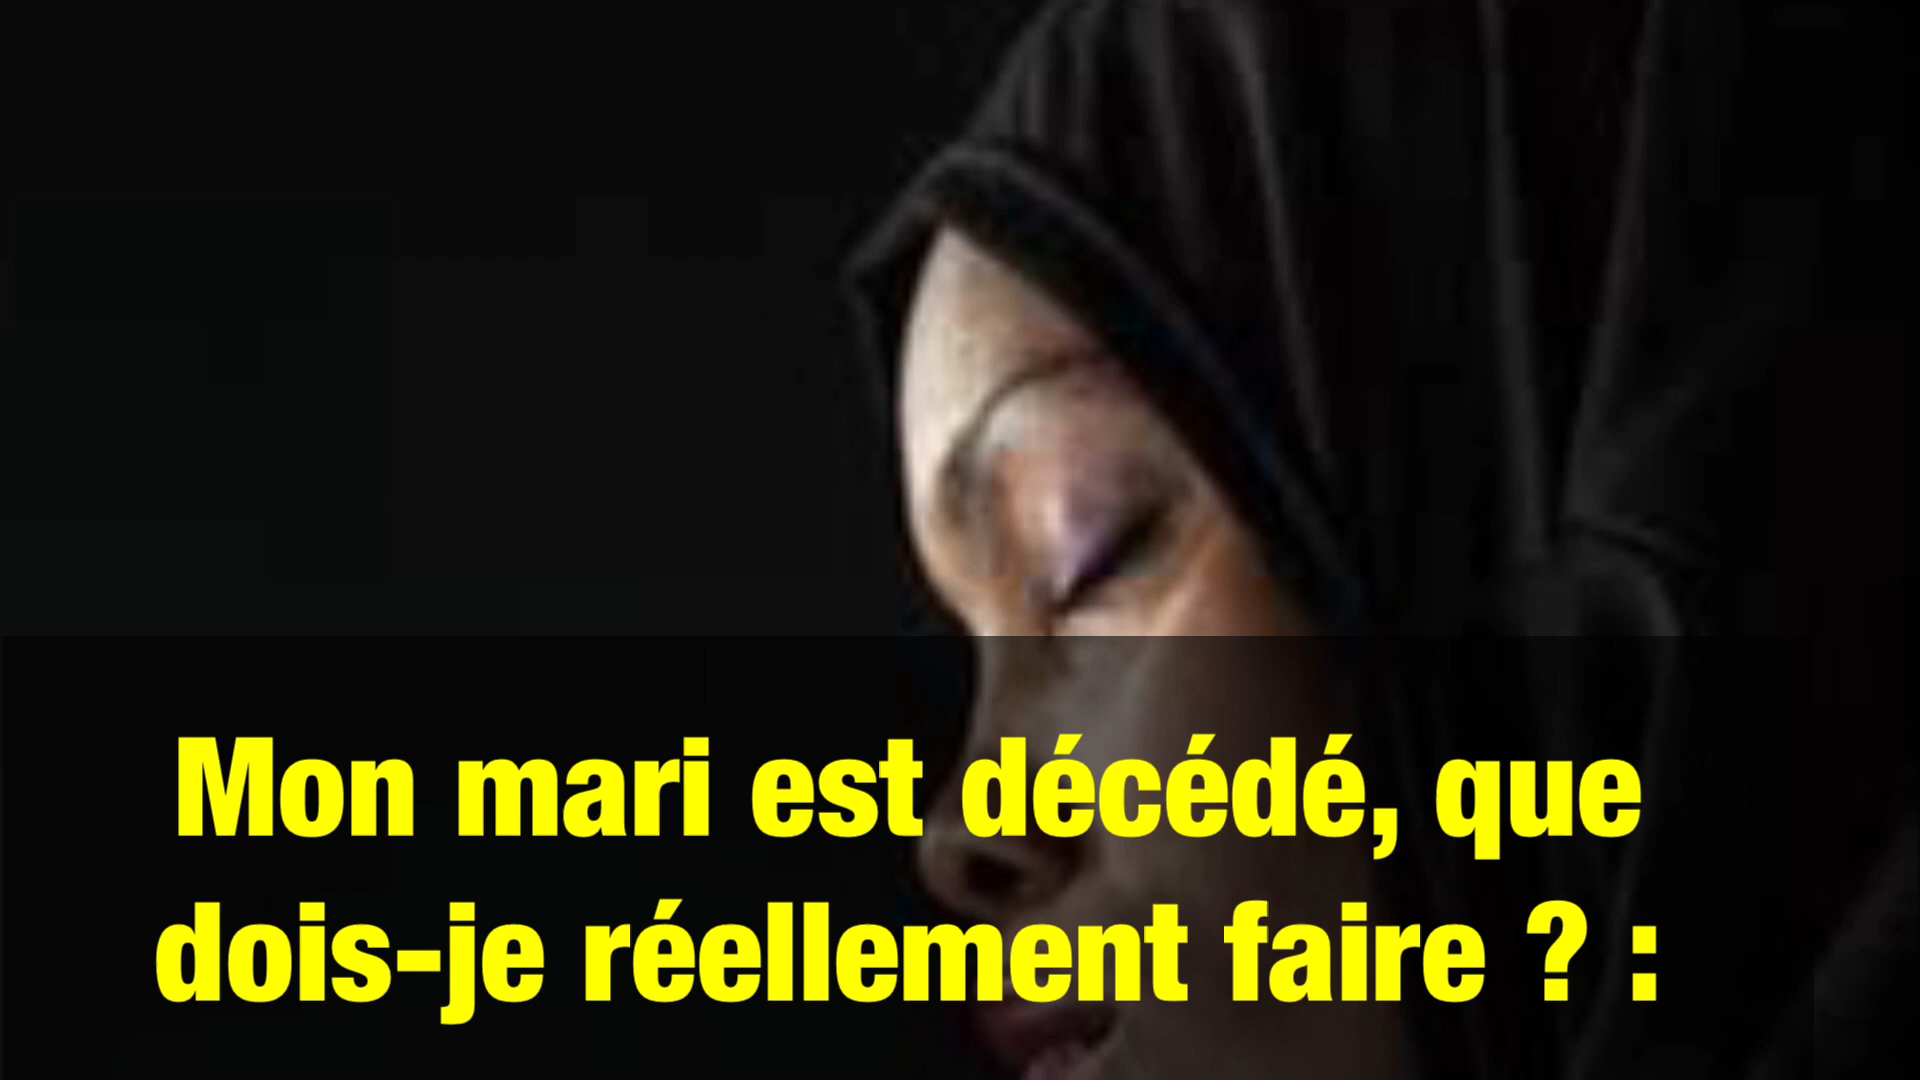 Mon mari est décédé, que
dois-je réellement faire ? :